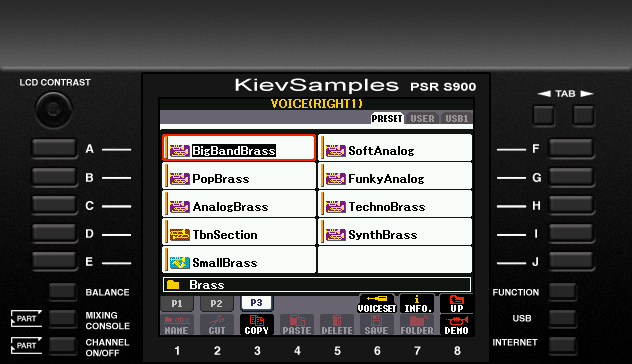 LCD CONTRAST
KievSamples PSR S900
◄ TAB ►
VOICE(RIGHT1)
PRESET USER USB1
A BigBandBrass SoftAnalog F
B PopBrass FunkyAnalog G
C AnalogBrass TechnoBrass H
D TbnSection SynthBrass I
E SmallBrass J
Brass
BALANCE P1 P2 P3 VOICESET INFO. UP FUNCTION
PART MIXING CONSOLE NAME CUT COPY PASTE DELETE SAVE FOLDER DEMO USB
PART CHANNEL ON/OFF INTERNET
1 2 3 4 5 6 7 8